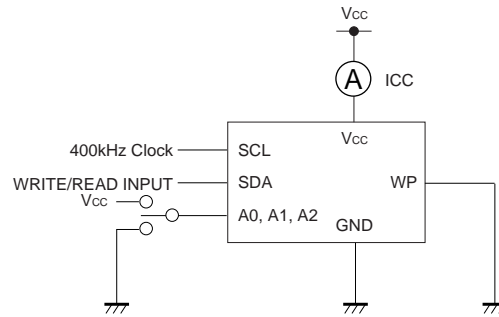 Vcc
A ICC
Vcc
400kHz Clock SCL
WRITE/READ INPUT SDA WP
Vcc
A0, A1, A2
GND